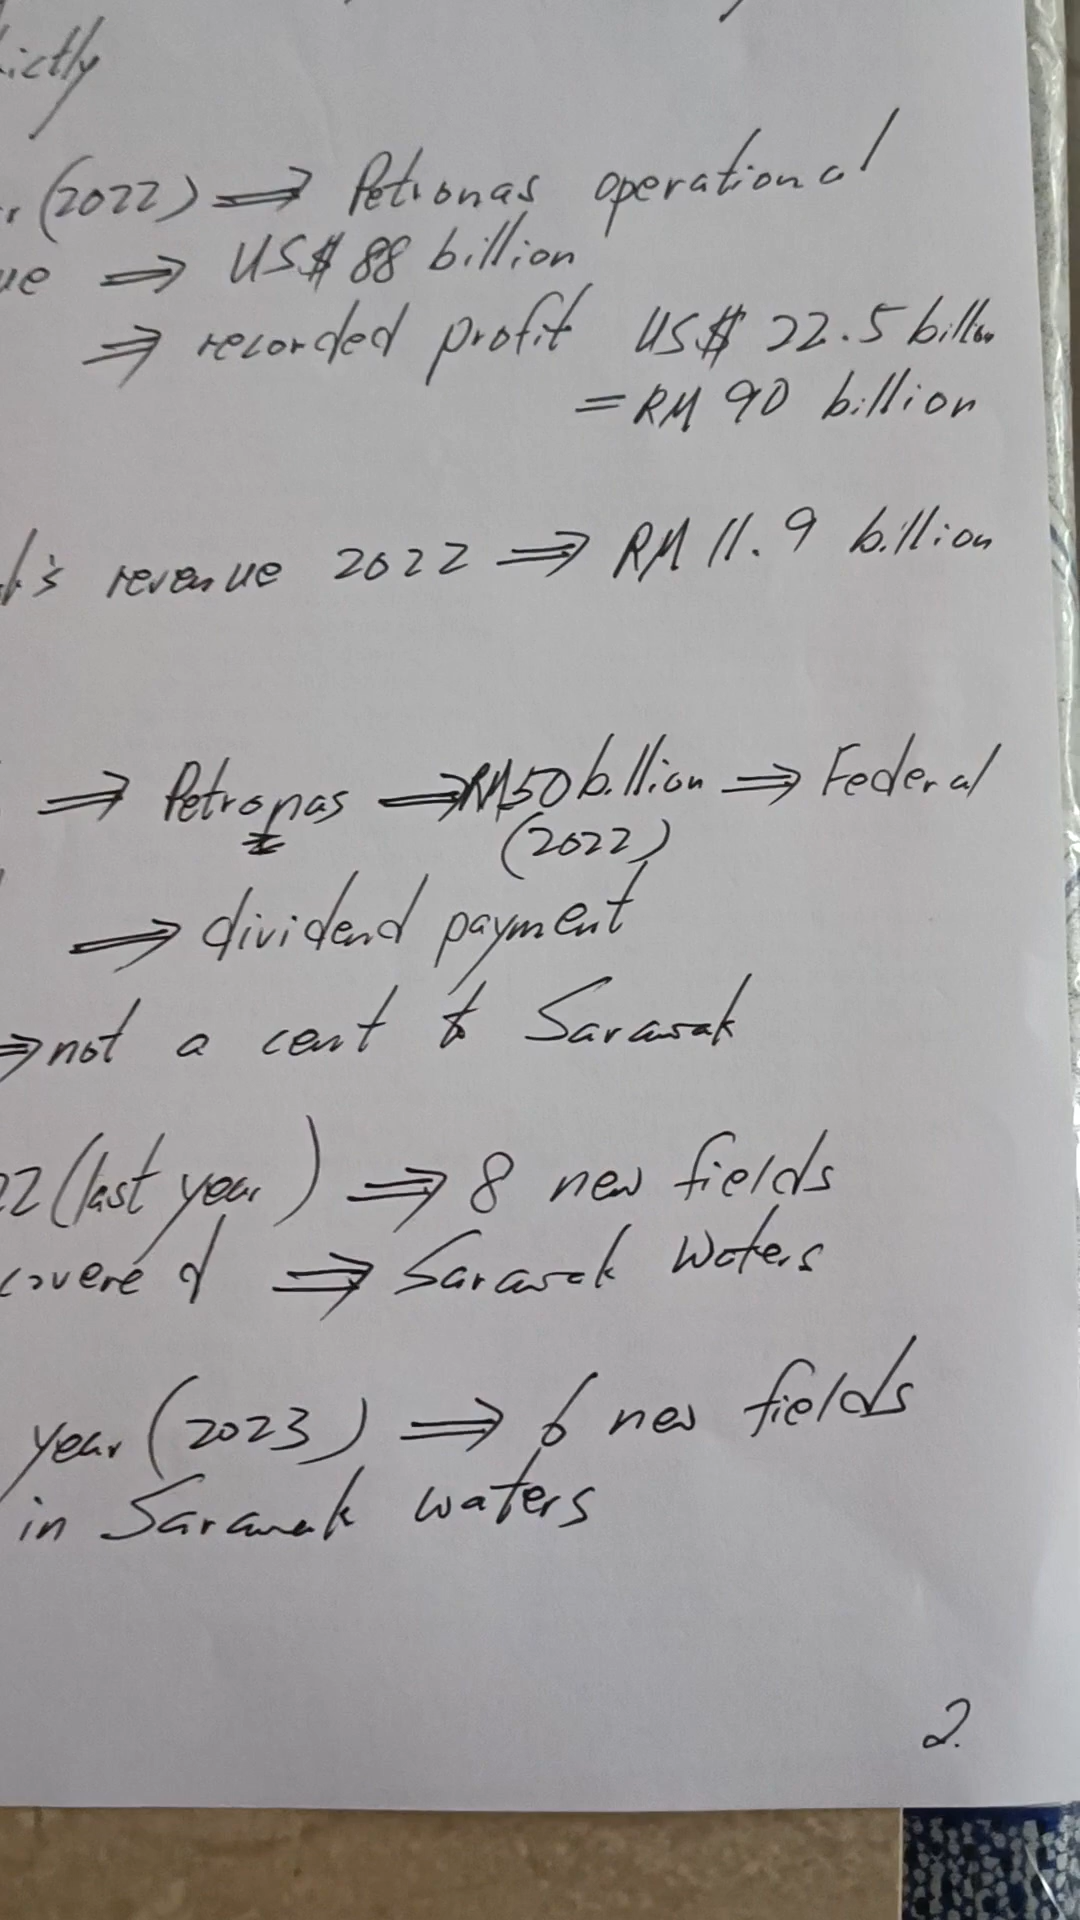 ictly
(2022) ⇒ Petronas operational
ue ⇒ US$ 88 billion
⇒ recorded profit US$ 22.5 billion
= RM 90 billion
k's revenue 2022 ⇒ RM 11.9 billion
⇒ Petronas ⇒ RM50 billion ⇒ Federal
(2022)
⇒ dividend payment
⇒ not a cent to Sarawak
22 (last year) ⇒ 8 new fields
covered ⇒ Sarawak Waters
year (2023) ⇒ 6 new fields
in Sarawak waters
2.